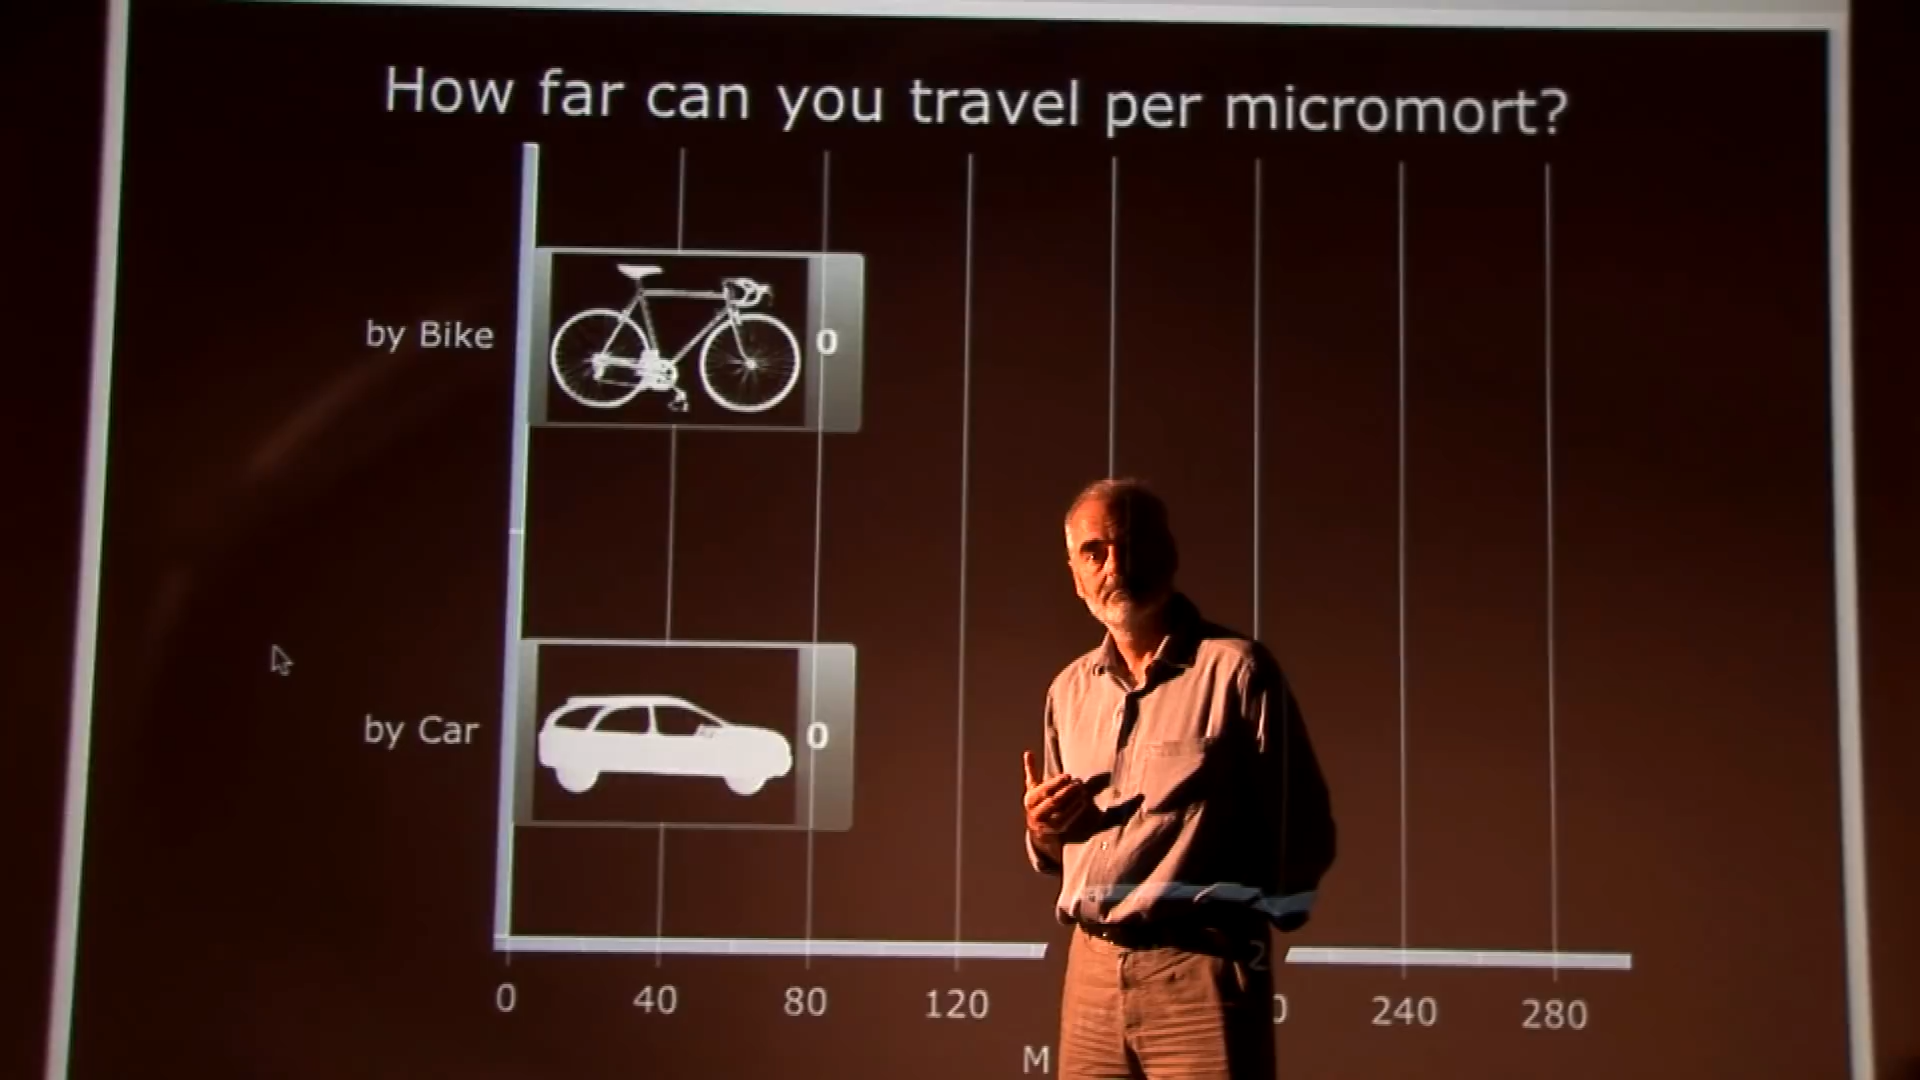 How far can you travel per micromort?
by Bike
0
by Car
0
0 40 80 120 240 280
M